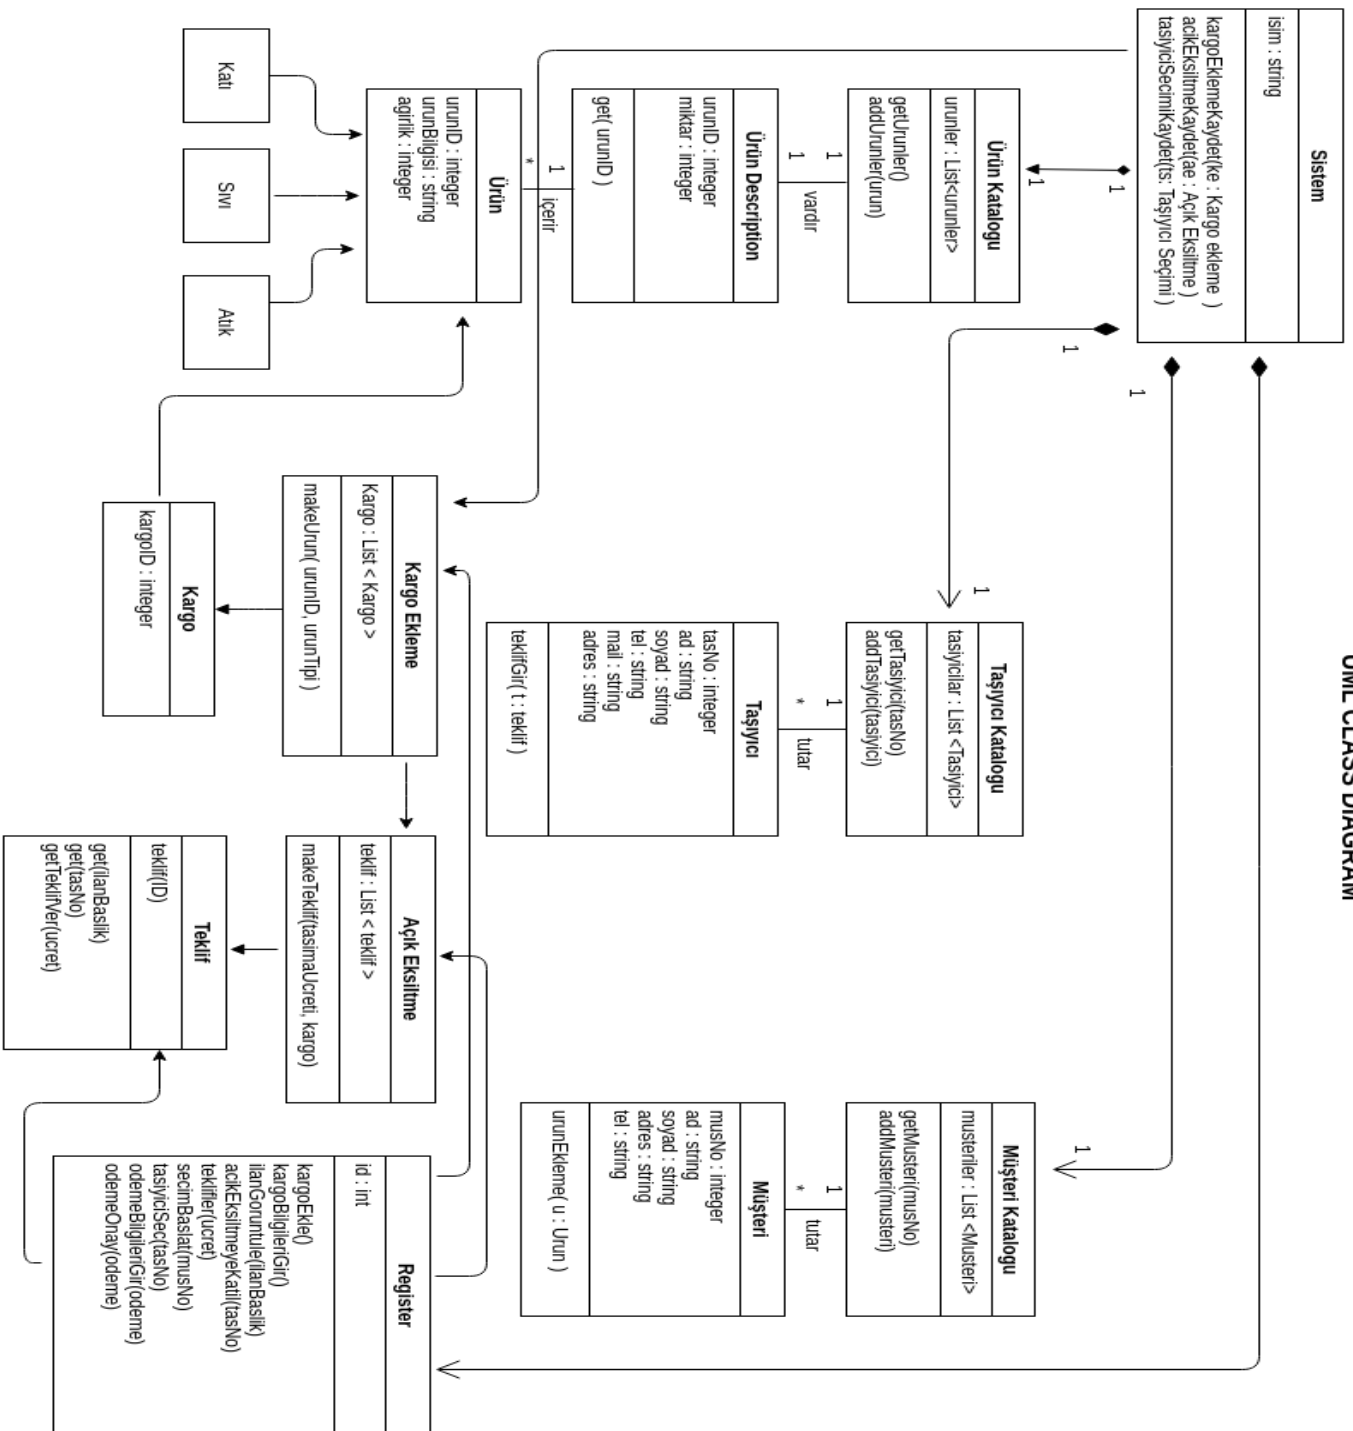 UML CLASS DIAGRAM
Sistem
isim : string
kargoEklemeKaydet(ke : Kargo ekleme )
acikEksiltmeKaydet(ae : Açık Eksiltme )
tasiyiciSecimiKaydet(ts: Taşıyıcı Seçimi )
1
1
1
1
1
1
Ürün Katalogu
urunler : List<urunler>
getUrunler()
addUrunler(urun)
1
vardır
1
Ürün Description
urunID : integer
miktar : integer
get( urunID )
1
içerir
*
Ürün
urunID : integer
urunBilgisi : string
agirlik : integer
Katı
Sıvı
Atık
Taşıyıcı Katalogu
tasiyicilar : List <Tasiyici>
getTasiyici(tasNo)
addTasiyici(tasiyici)
1
tutar
*
Taşıyıcı
tasNo : integer
ad : string
soyad : string
tel : string
mail : string
adres : string
teklifGir( t : teklif )
Müşteri Katalogu
musteriler : List <Musteri>
getMusteri(musNo)
addMusteri(musteri)
1
tutar
*
Müşteri
musNo : integer
ad : string
soyad : string
adres : string
tel : string
urunEkleme( u : Urun )
Kargo Ekleme
Kargo : List < Kargo >
makeUrun( urunID, urunTipi )
Kargo
kargoID : integer
Açık Eksiltme
teklif : List < teklif >
makeTeklif(tasimaUcreti, kargo)
Teklif
teklif(ID)
get(ilanBaslik)
get(tasNo)
getTeklifVer(ucret)
Register
id : int
kargoEkle()
kargoBilgileriGir()
ilanGoruntule(ilanBaslik)
acikEksiltmeyeKatil(tasNo)
teklifler(ucret)
secimBaslat(musNo)
tasiyiciSec(tasNo)
odemeBilgileriGir(odeme)
odemeOnay(odeme)